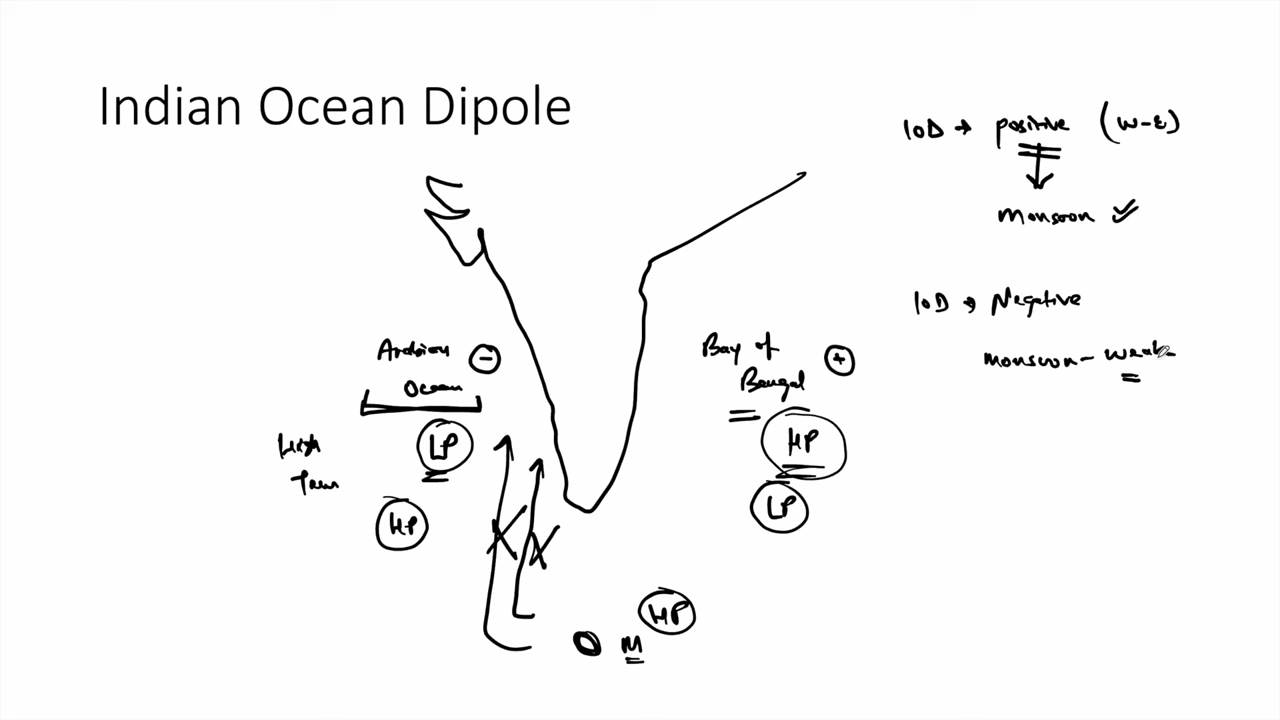 Indian Ocean Dipole
IOD → positive (W-E)
Monsoon
IOD → Negative
monsoon - weak
Arabian
Ocean
Bay of
Bengal
High
LP
HP
HP
LP
HP
M